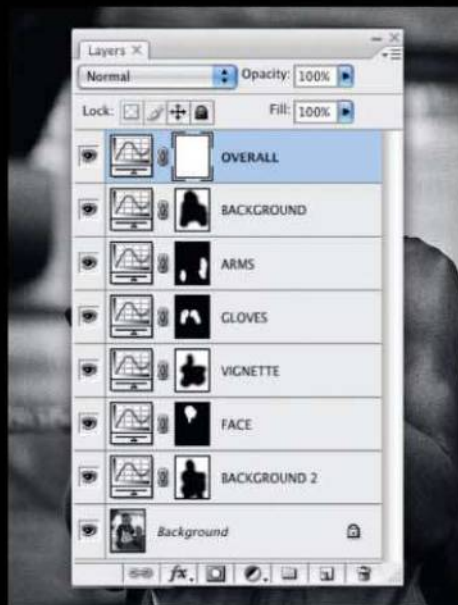 Layers ×
Normal Opacity: 100%
Lock: Fill: 100%
OVERALL
BACKGROUND
ARMS
GLOVES
VIGNETTE
FACE
BACKGROUND 2
Background
fx.